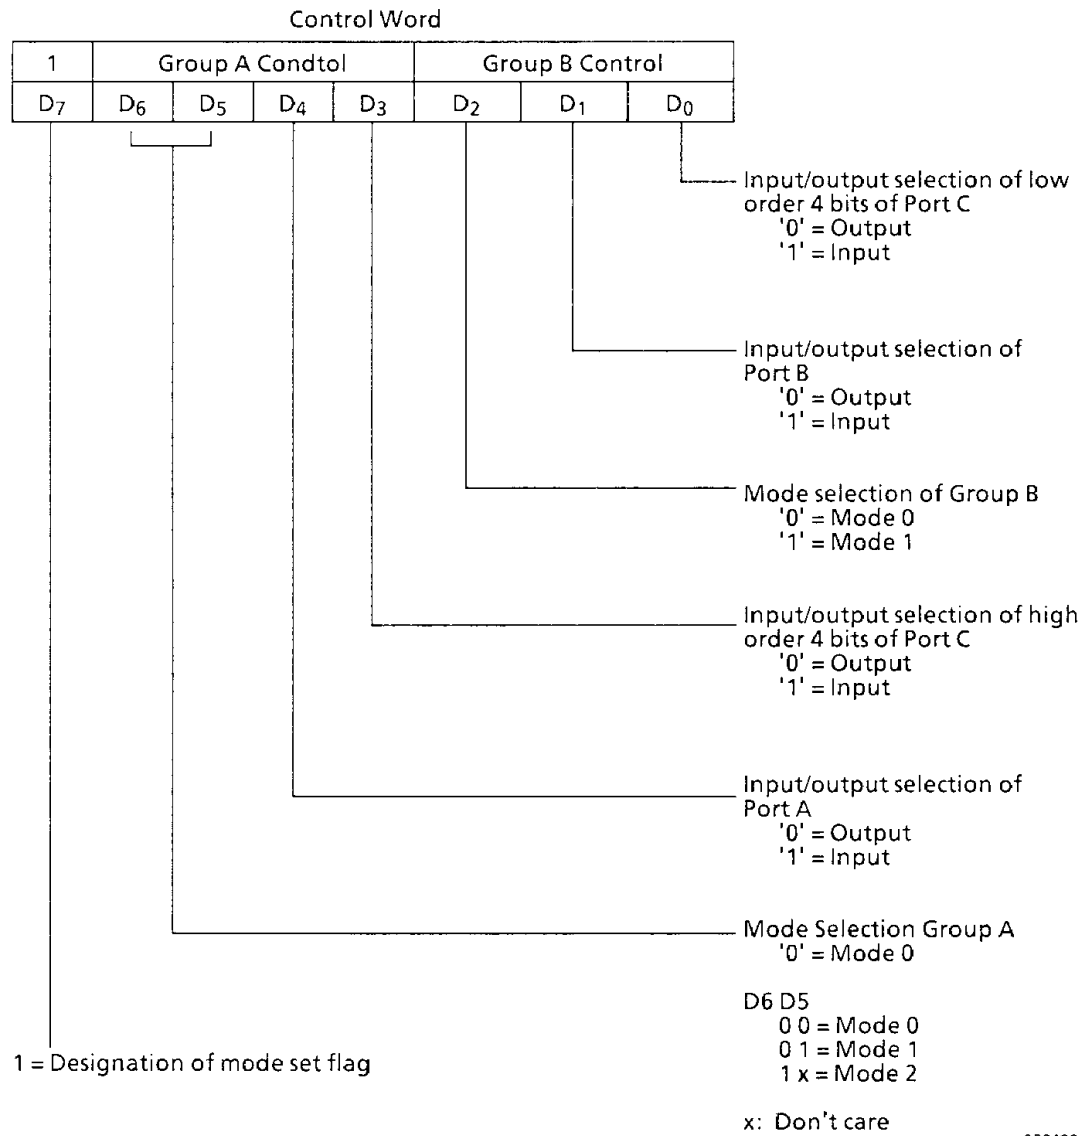 Control Word
1 Group A Condtol Group B Control
D7 D6 D5 D4 D3 D2 D1 D0
Input/output selection of low
order 4 bits of Port C
'0' = Output
'1' = Input
Input/output selection of
Port B
'0' = Output
'1' = Input
Mode selection of Group B
'0' = Mode 0
'1' = Mode 1
Input/output selection of high
order 4 bits of Port C
'0' = Output
'1' = Input
Input/output selection of
Port A
'0' = Output
'1' = Input
Mode Selection Group A
'0' = Mode 0
D6 D5
0 0 = Mode 0
0 1 = Mode 1
1 x = Mode 2
1 = Designation of mode set flag
x: Don't care